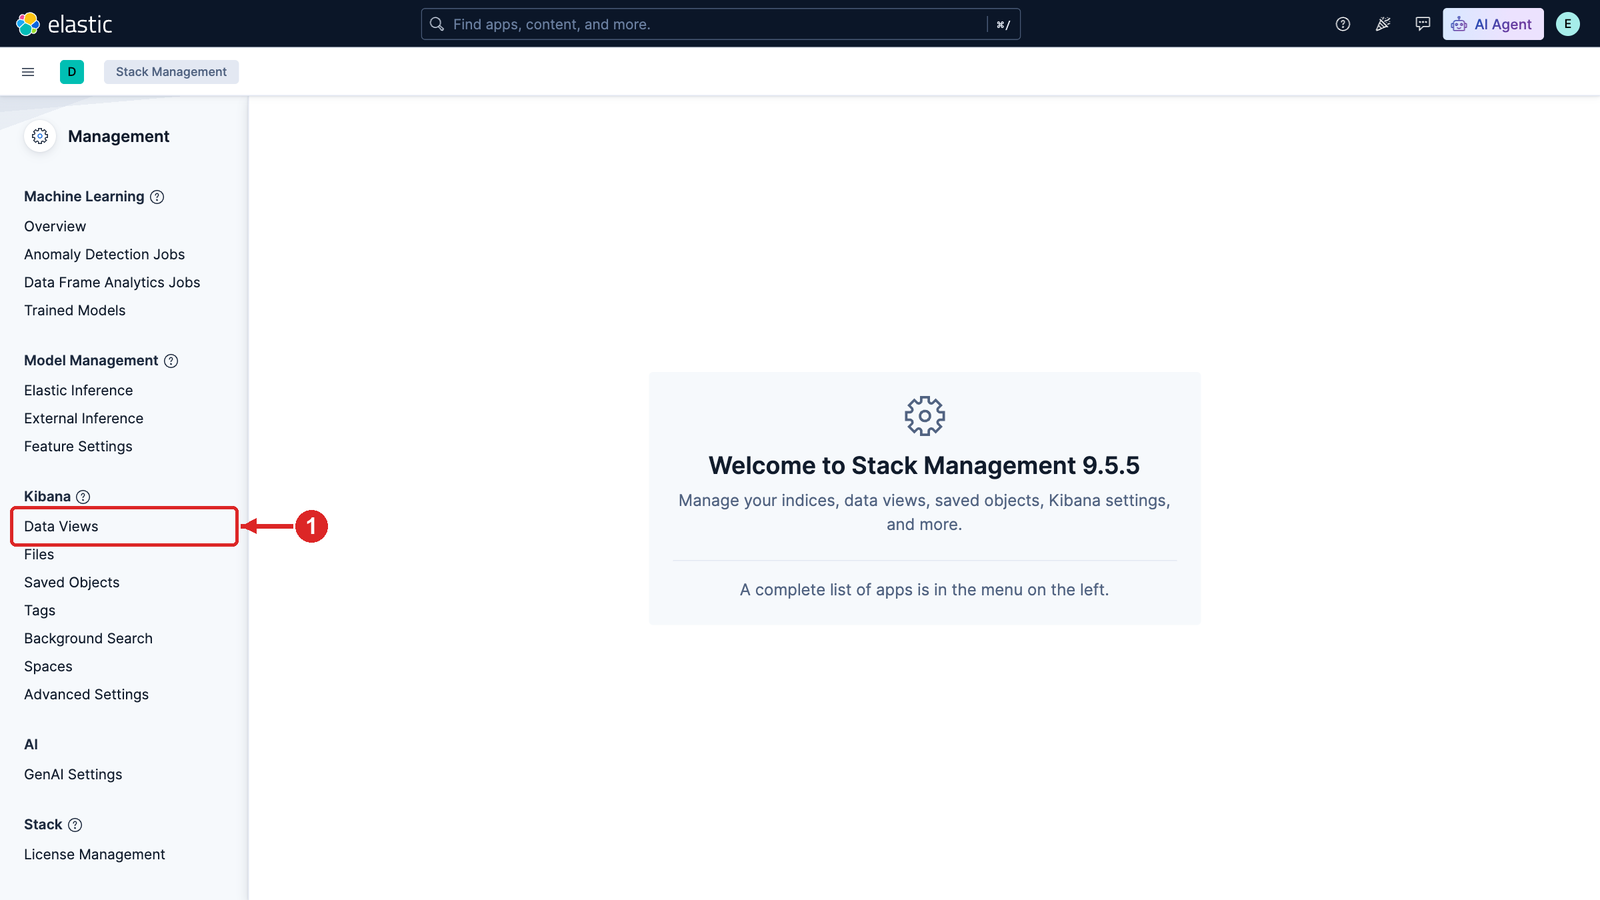 elastic
Find apps, content, and more.
⌘/
AI Agent
E
D
Stack Management
Management
Machine Learning
Overview
Anomaly Detection Jobs
Data Frame Analytics Jobs
Trained Models
Model Management
Elastic Inference
External Inference
Feature Settings
Kibana
Data Views
1
Files
Saved Objects
Tags
Background Search
Spaces
Advanced Settings
AI
GenAI Settings
Stack
License Management
Welcome to Stack Management 9.5.5
Manage your indices, data views, saved objects, Kibana settings,
and more.
A complete list of apps is in the menu on the left.